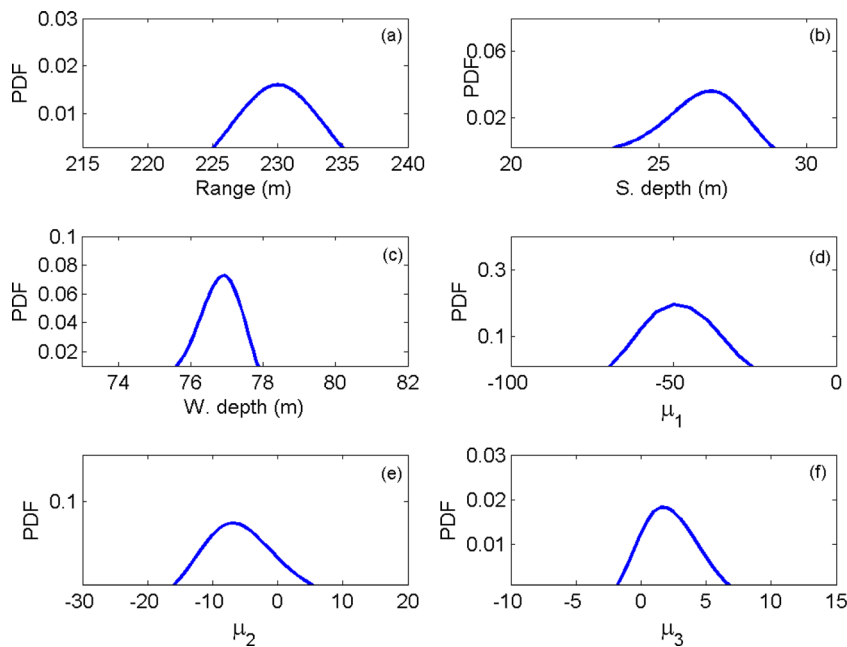 (a)
PDF
0.03
0.02
0.01
215 220 225 230 235 240
Range (m)
(b)
PDF
0.06
0.02
20 25 30
S. depth (m)
(c)
PDF
0.1
0.08
0.06
0.04
0.02
74 76 78 80 82
W. depth (m)
(d)
PDF
0.3
0.1
-100 -50 0
μ1
(e)
PDF
0.1
-30 -20 -10 0 10 20
μ2
(f)
PDF
0.03
0.02
0.01
-10 -5 0 5 10 15
μ3